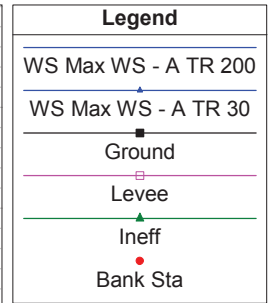 Legend
WS Max WS - A TR 200
WS Max WS - A TR 30
Ground
Levee
Ineff
Bank Sta